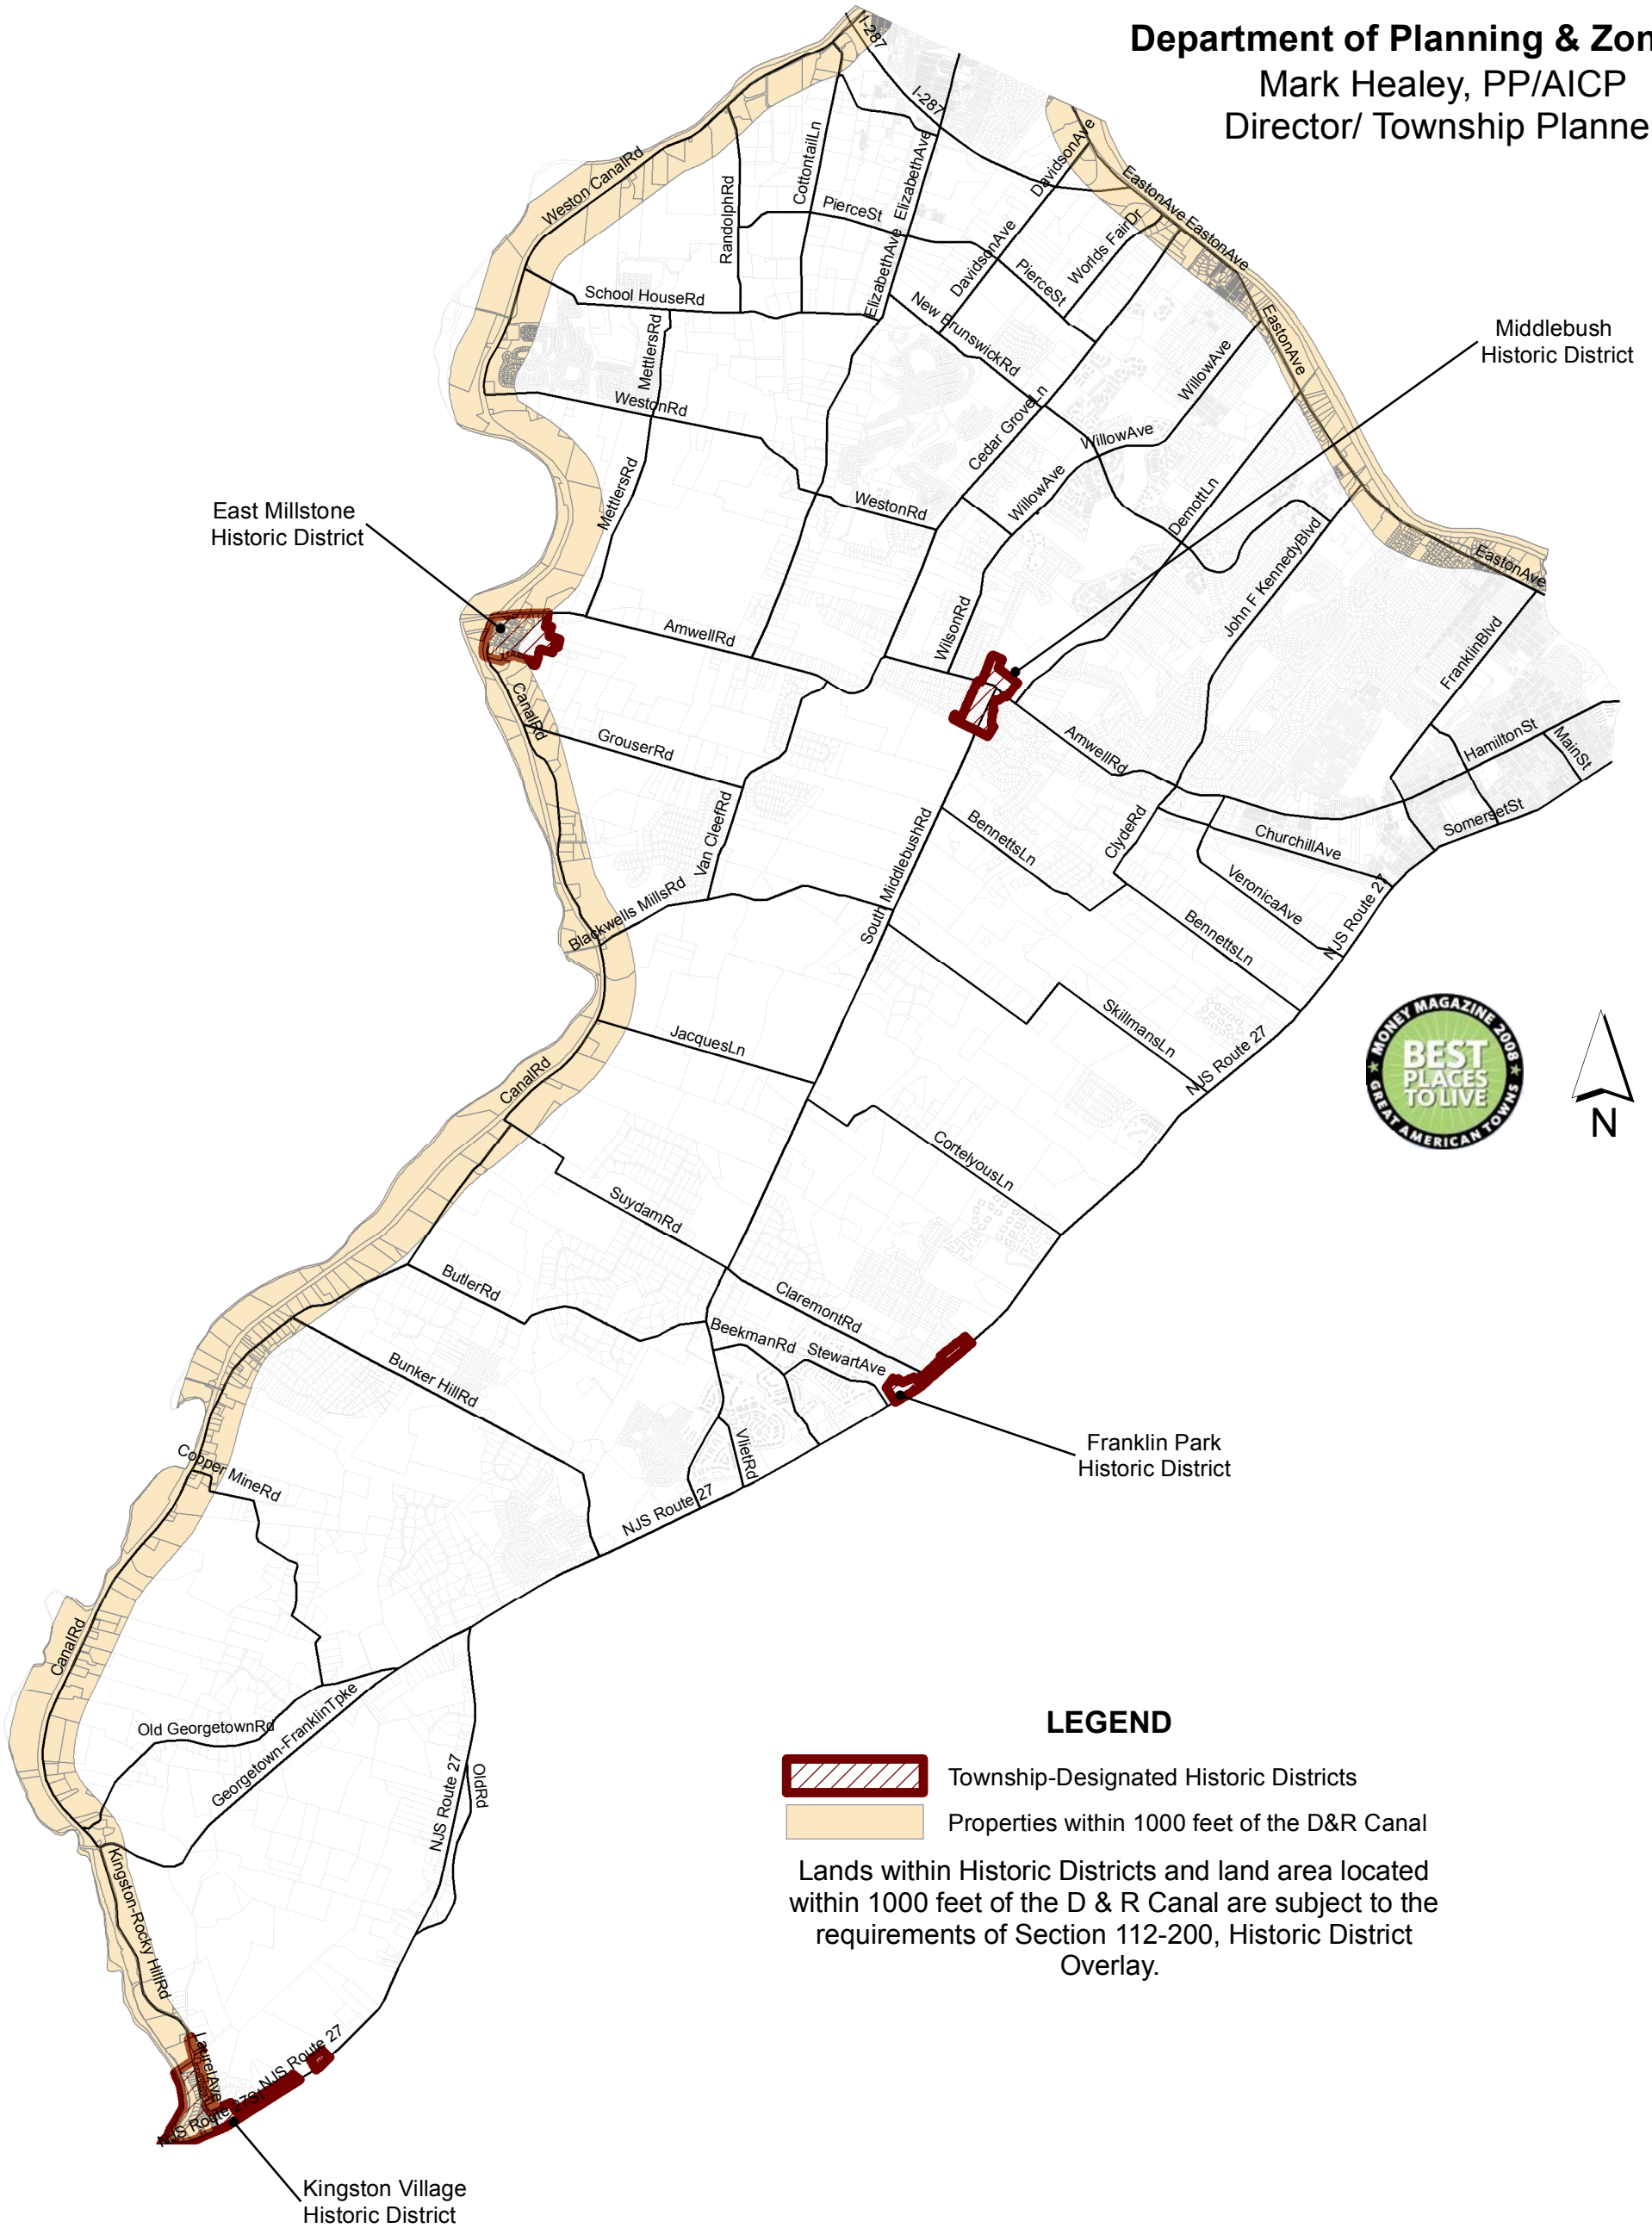 Department of Planning & Zon
Mark Healey, PP/AICP
Director/ Township Planne
I-287
I-287
Weston CanalRd
RandolphRd
CottontailLn
ElizabethAve
ElizabethAve
PierceSt
DavidsonAve
DavidsonAve
EastonAve
EastonAve
EastonAve
Worlds FairDr
PierceSt
School HouseRd
New BrunswickRd
MettlersRd
WestonRd
Cedar GroveLn
WillowAve
WillowAve
WillowAve
Middlebush
Historic District
MettlersRd
WestonRd
DemottLn
John F KennedyBlvd
EastonAve
East Millstone
Historic District
AmwellRd
WilsonRd
FranklinBlvd
CanalRd
GrouserRd
AmwellRd
HamiltonSt
MainSt
SomersetSt
Van CleefRd
BennettsLn
ClydeRd
ChurchillAve
VeronicaAve
South MiddlebushRd
Blackwells MillsRd
BennettsLn
NJS Route 27
SkillmansLn
NJS Route 27
JacquesLn
CanalRd
MONEY MAGAZINE 2008
BEST
PLACES
TO LIVE
GREAT AMERICAN TOWNS
N
CortelyousLn
SuydamRd
ButlerRd
ClaremontRd
BeekmanRd
StewartAve
Bunker HillRd
VlietRd
Franklin Park
Historic District
Copper MineRd
NJS Route 27
CanalRd
Old GeorgetownRd
Georgetown-FranklinTpke
NJS Route 27
OldRd
LEGEND
Township-Designated Historic Districts
Properties within 1000 feet of the D&R Canal
Lands within Historic Districts and land area located
within 1000 feet of the D & R Canal are subject to the
requirements of Section 112-200, Historic District
Overlay.
Kingston-Rocky HillRd
LaurelAve
NJS Route 27
NJS Route 27St
Kingston Village
Historic District